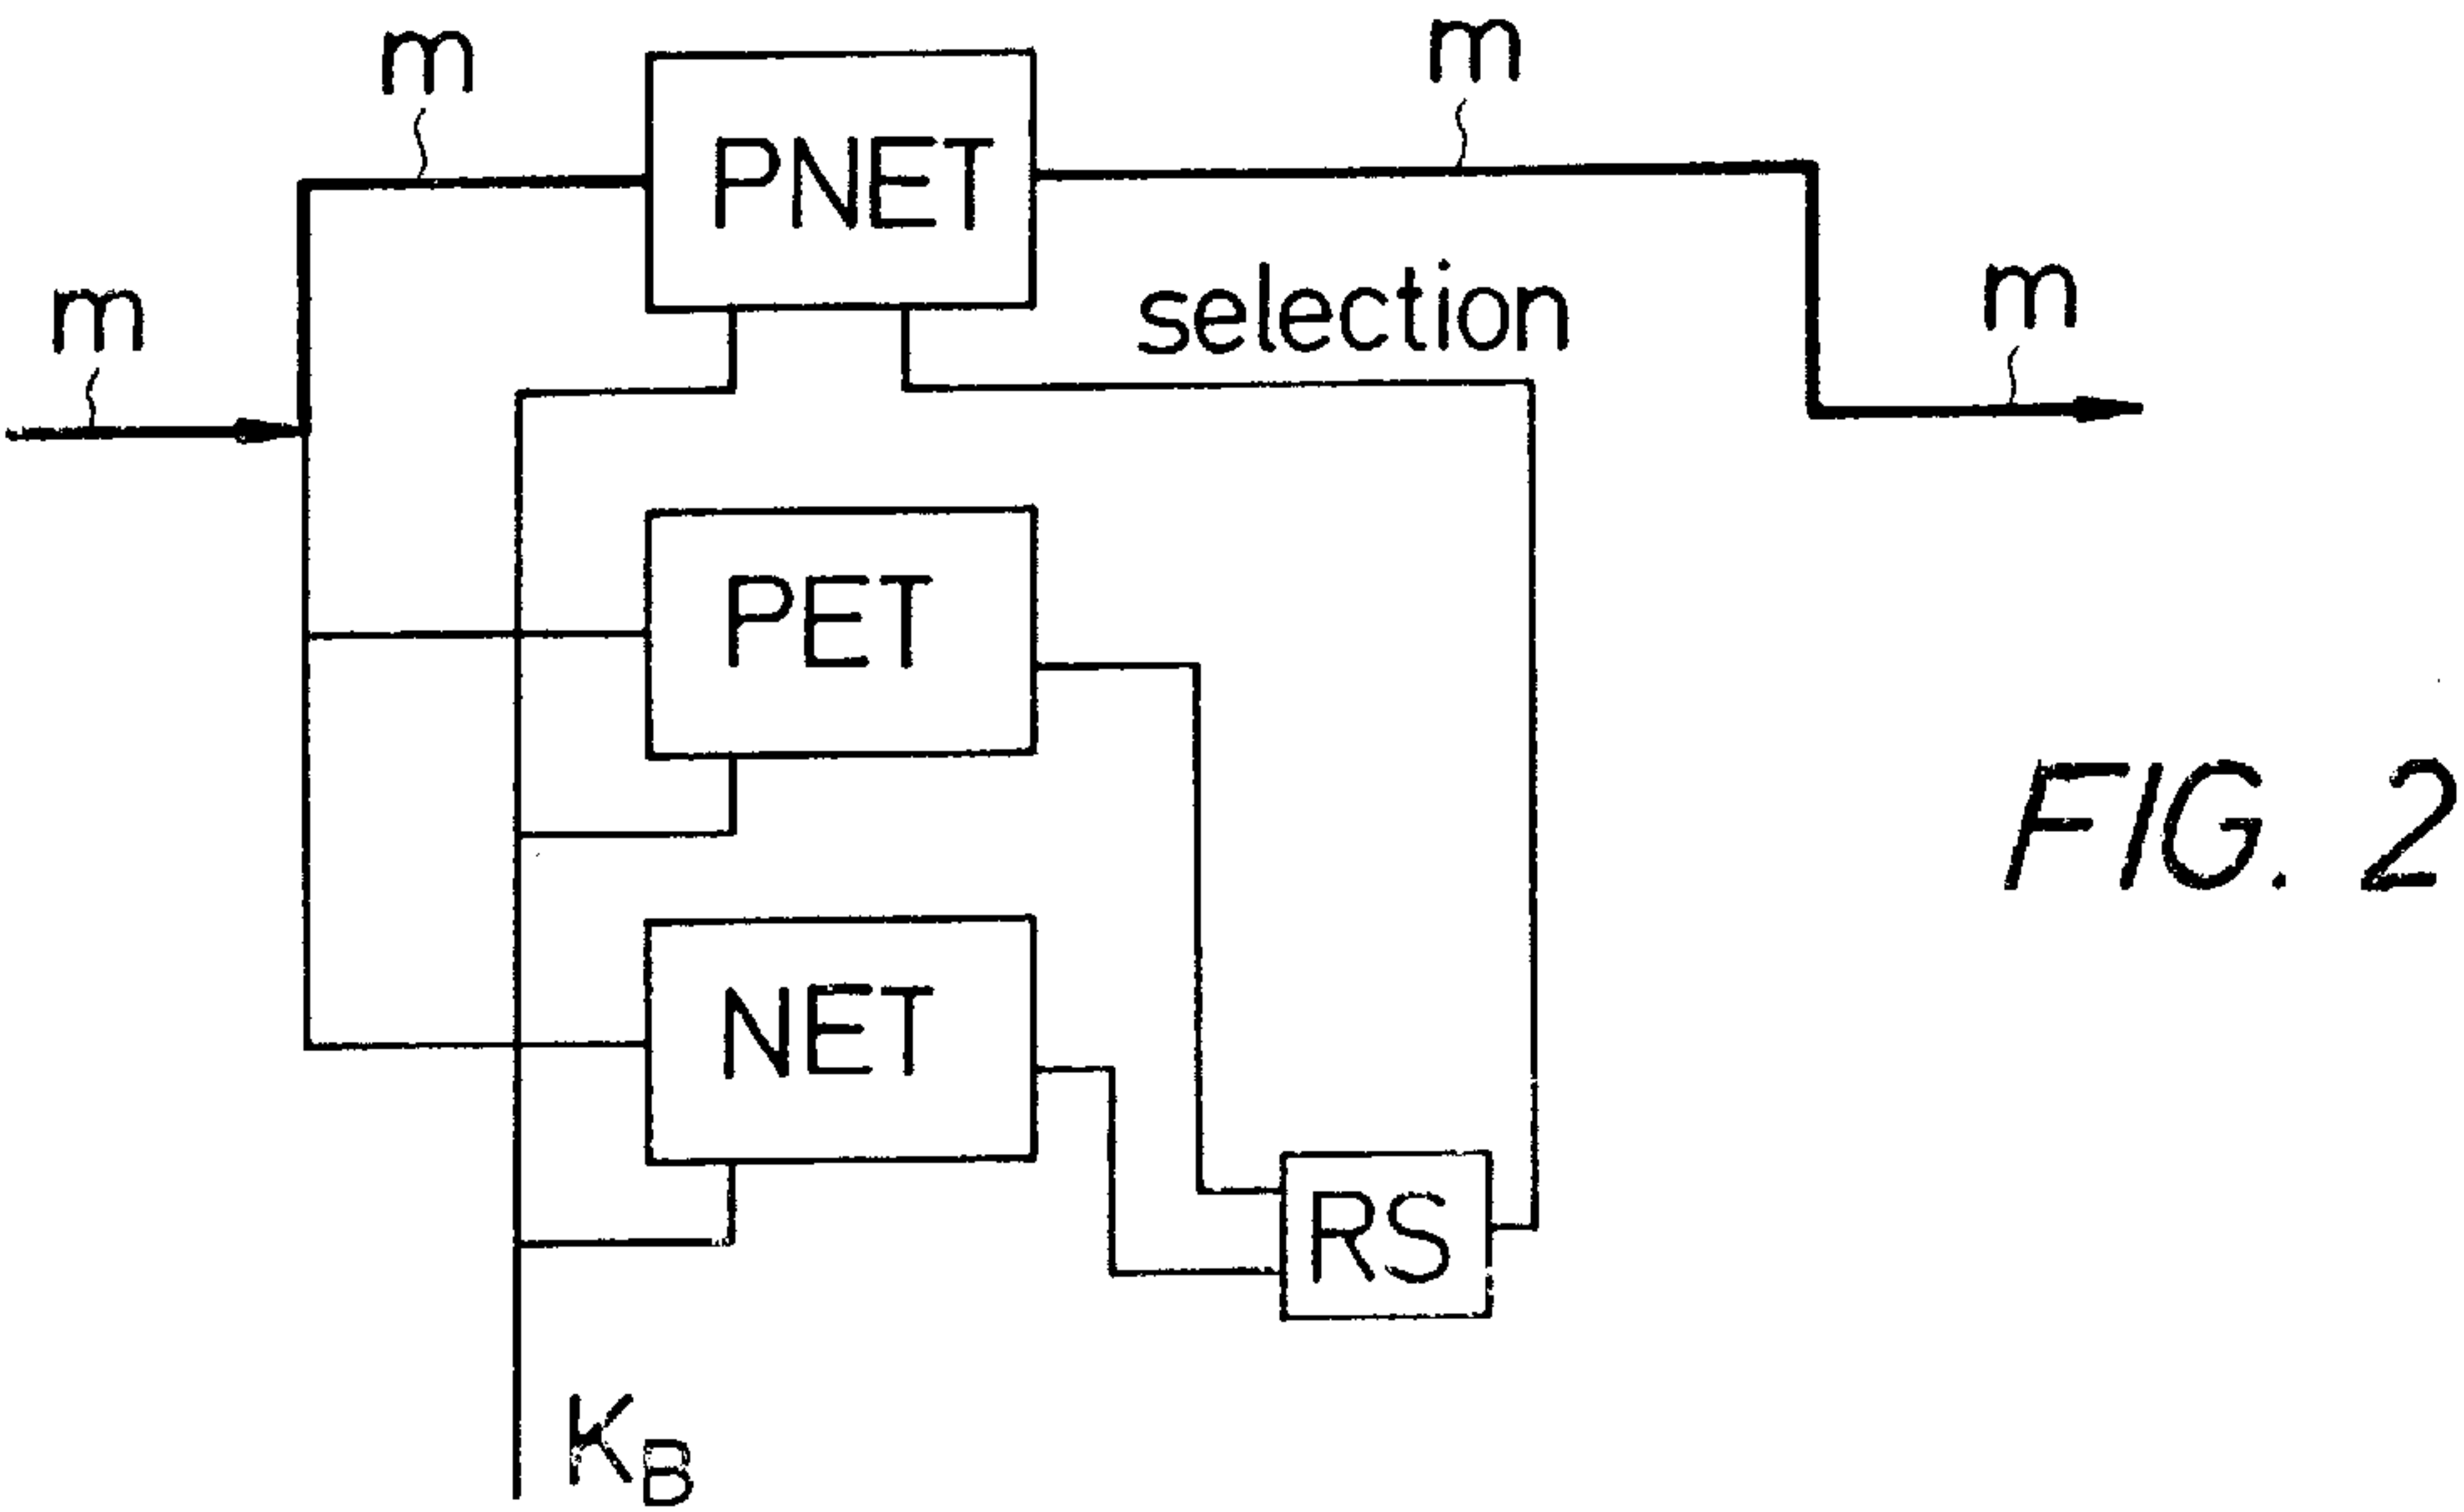 m
m
PNET
m
selection
m
PET
NET
RS
K_B
FIG. 2